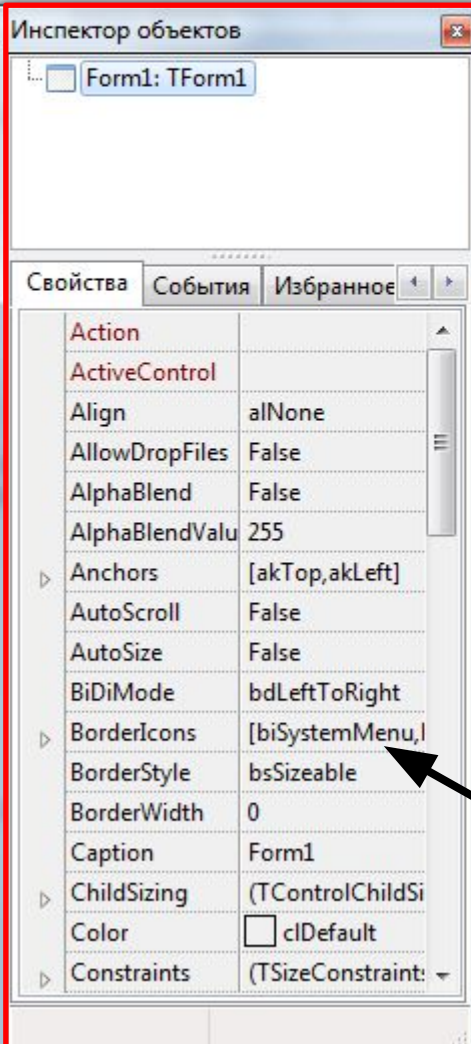 Инспектор объектов
Form1: TForm1
Свойства События Избранное
Action
ActiveControl
Align alNone
AllowDropFiles False
AlphaBlend False
AlphaBlendValu 255
Anchors [akTop,akLeft]
AutoScroll False
AutoSize False
BiDiMode bdLeftToRight
BorderIcons [biSystemMenu,
BorderStyle bsSizeable
BorderWidth 0
Caption Form1
ChildSizing (TControlChildSi
Color clDefault
Constraints (TSizeConstraint